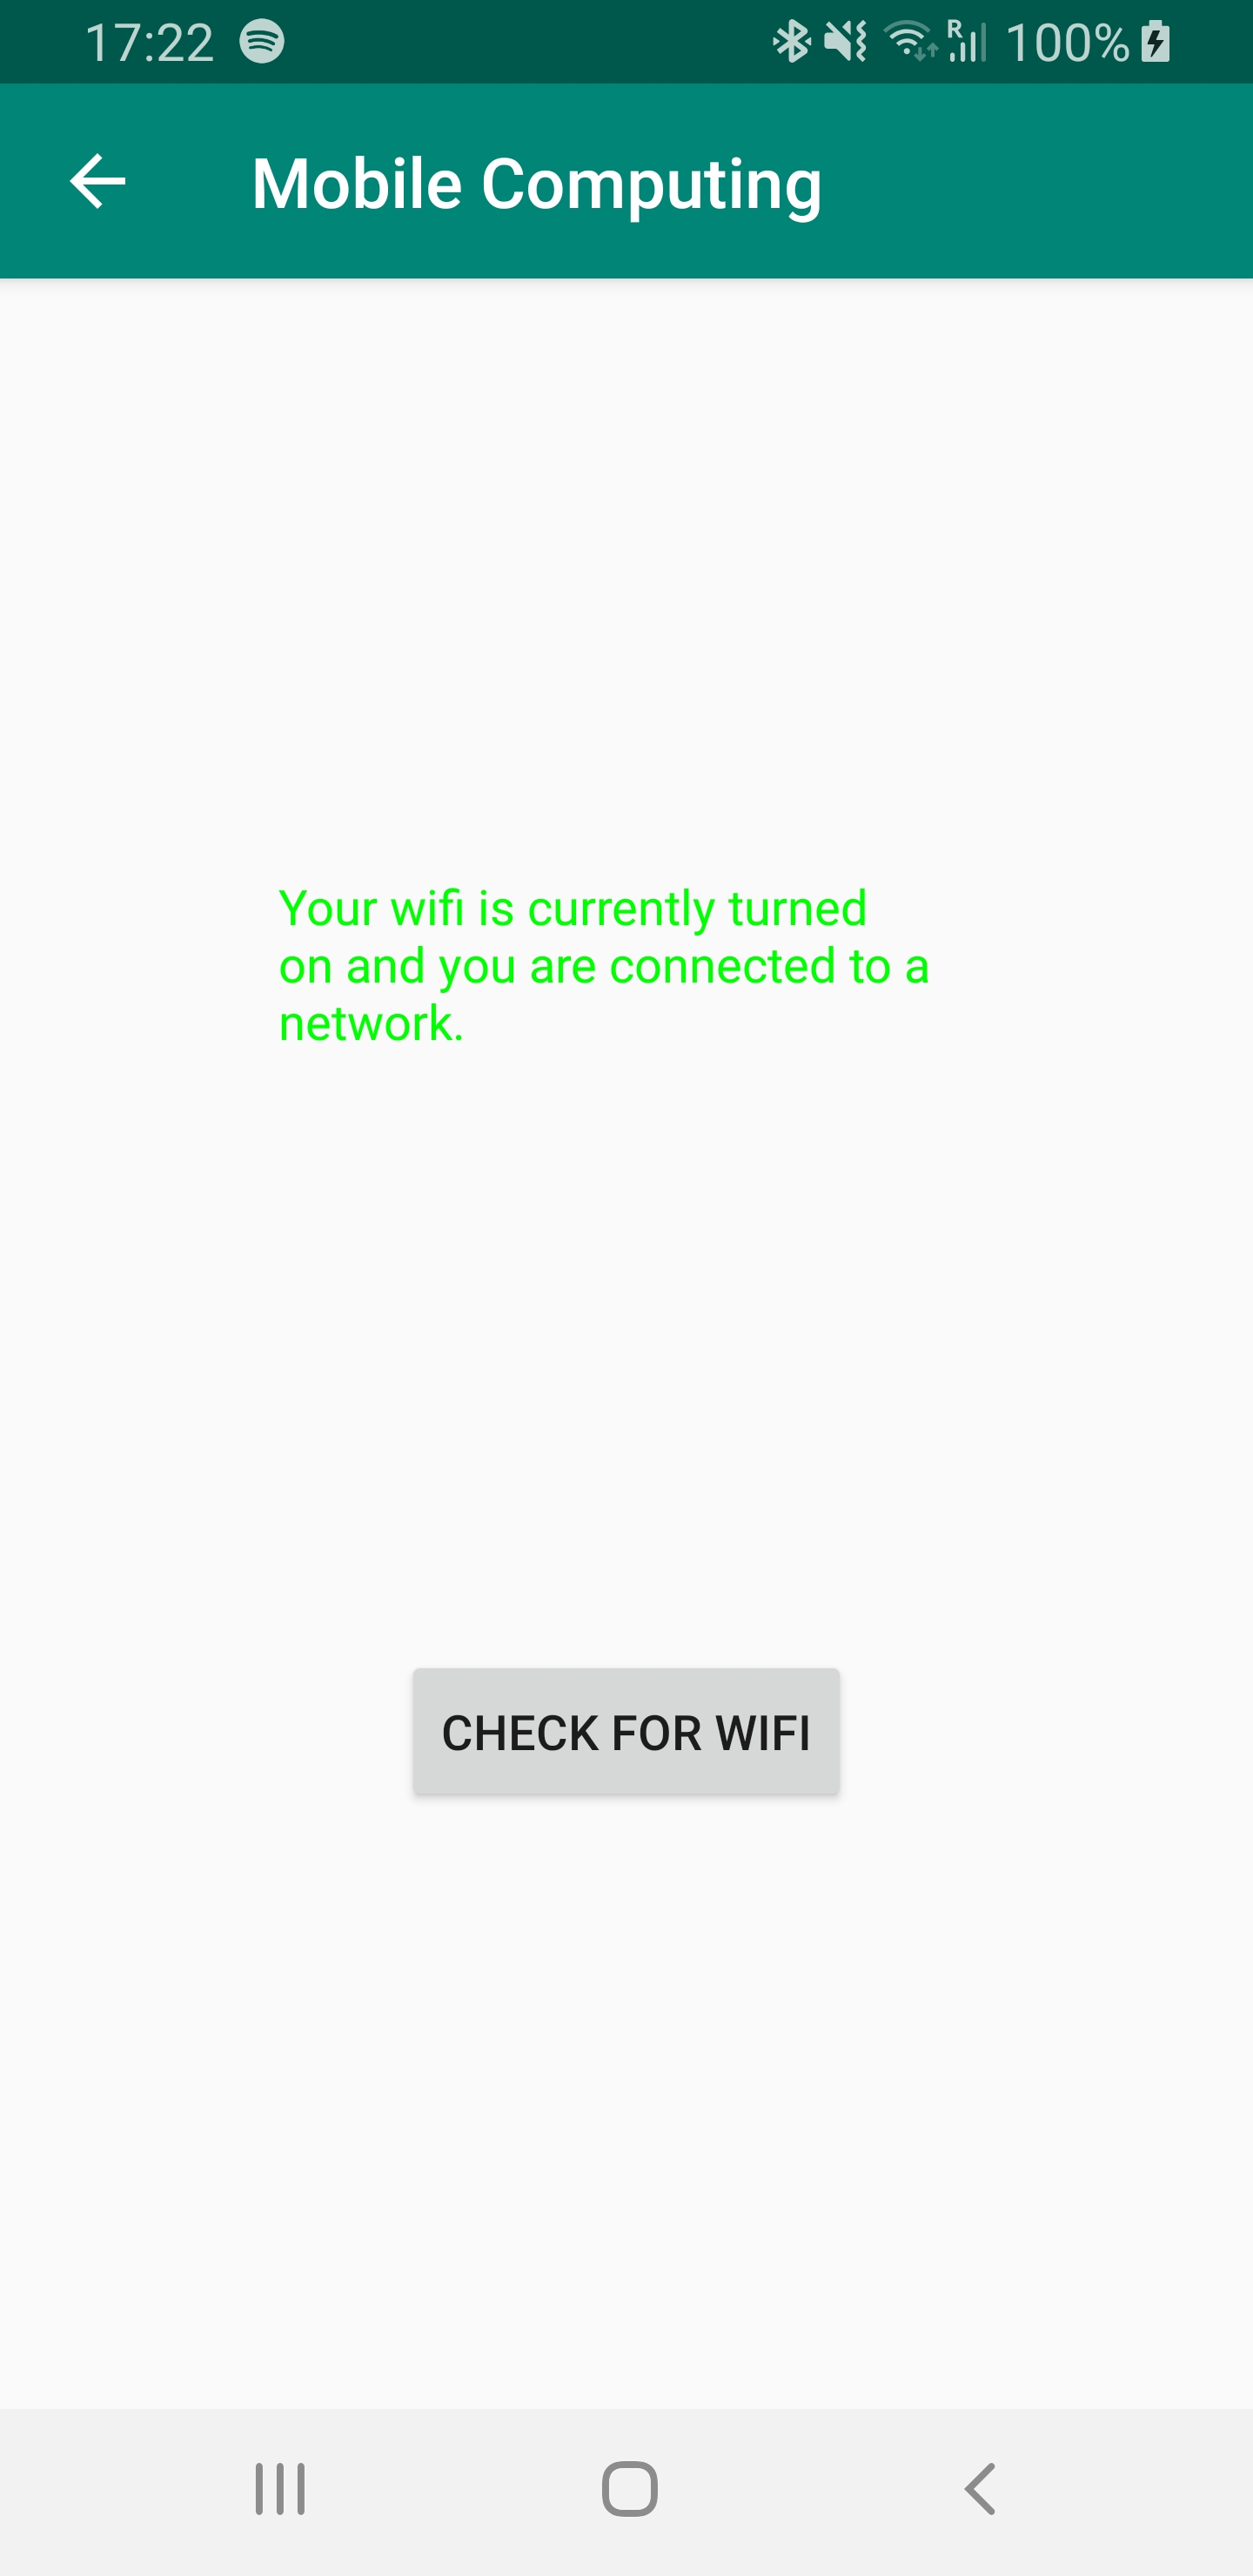 17:22 R 100%
Mobile Computing
Your wifi is currently turned
on and you are connected to a
network.
CHECK FOR WIFI